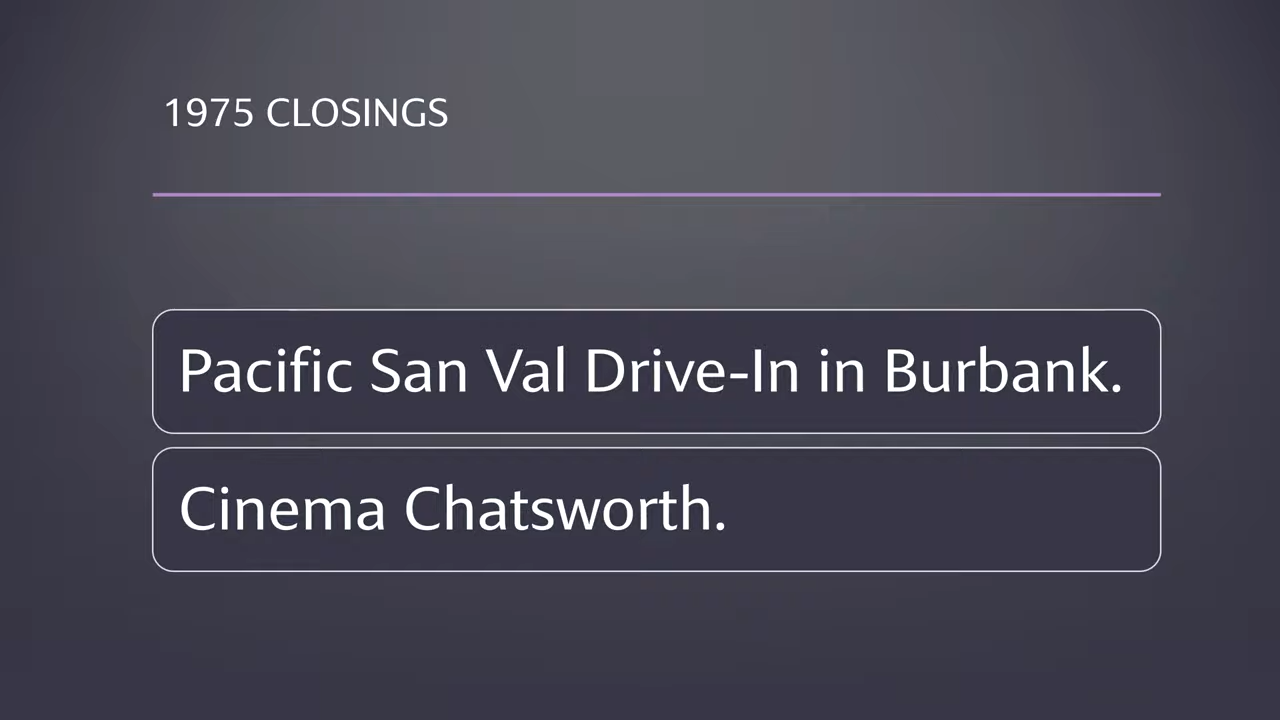 1975 CLOSINGS
Pacific San Val Drive-In in Burbank.
Cinema Chatsworth.